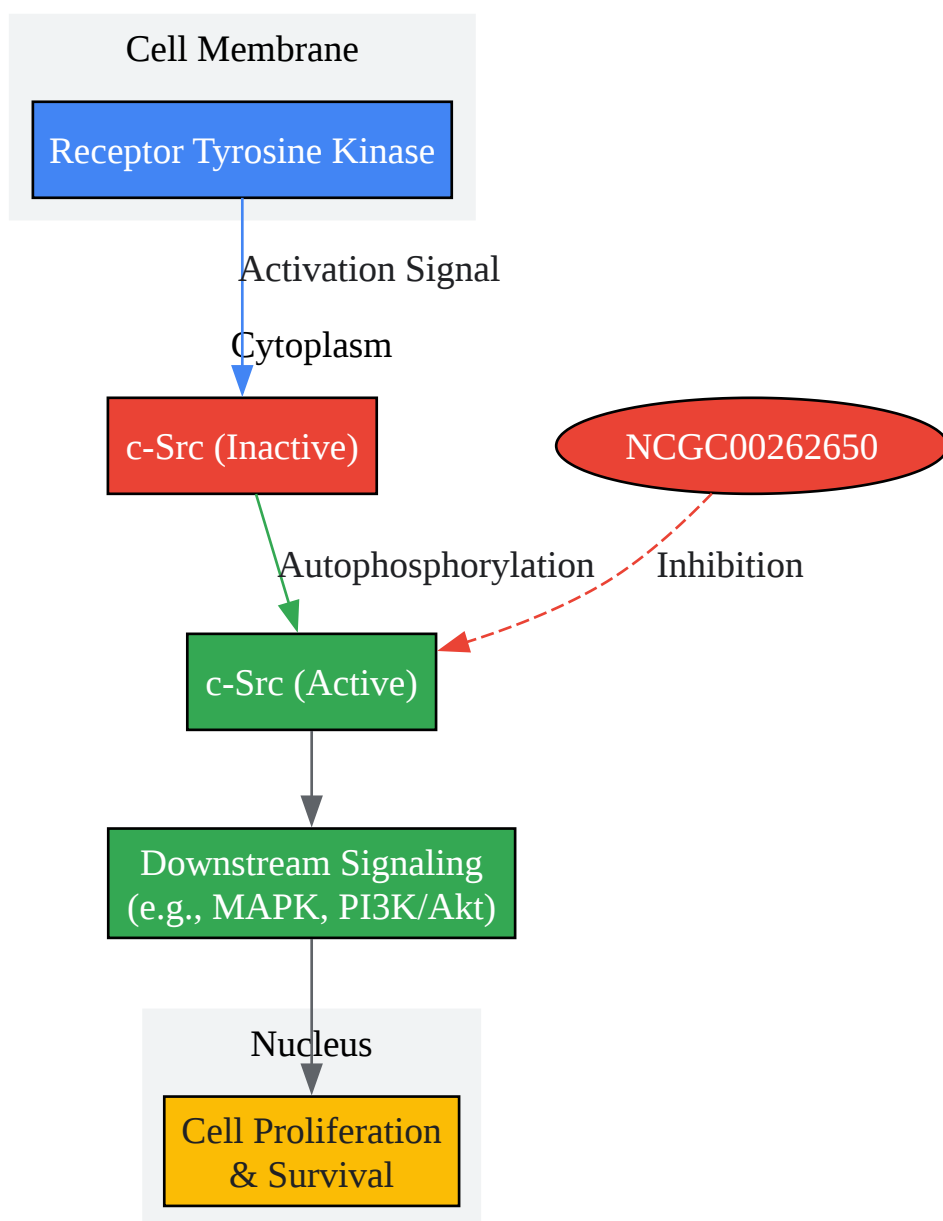 Cell Membrane
Receptor Tyrosine Kinase
Activation Signal
Cytoplasm
c-Src (Inactive)
NCGC00262650
Autophosphorylation
Inhibition
c-Src (Active)
Downstream Signaling
(e.g., MAPK, PI3K/Akt)
Nucleus
Cell Proliferation
& Survival